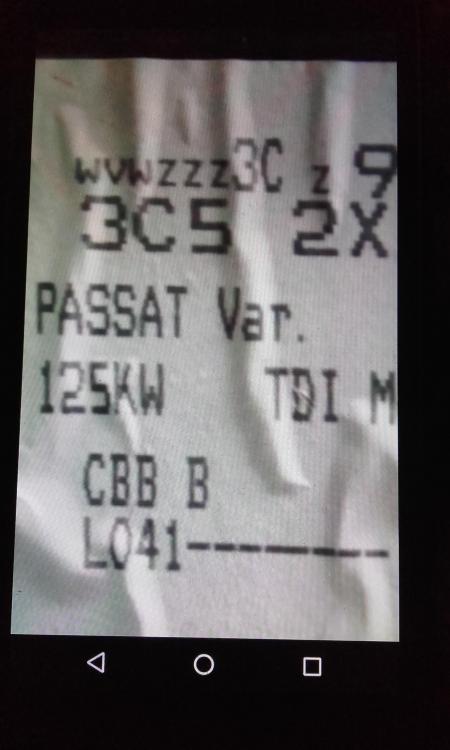 wvwzzz3C z 9
3C5 2X
PASSAT Var.
125KW TDI M
CBB B
L041--------